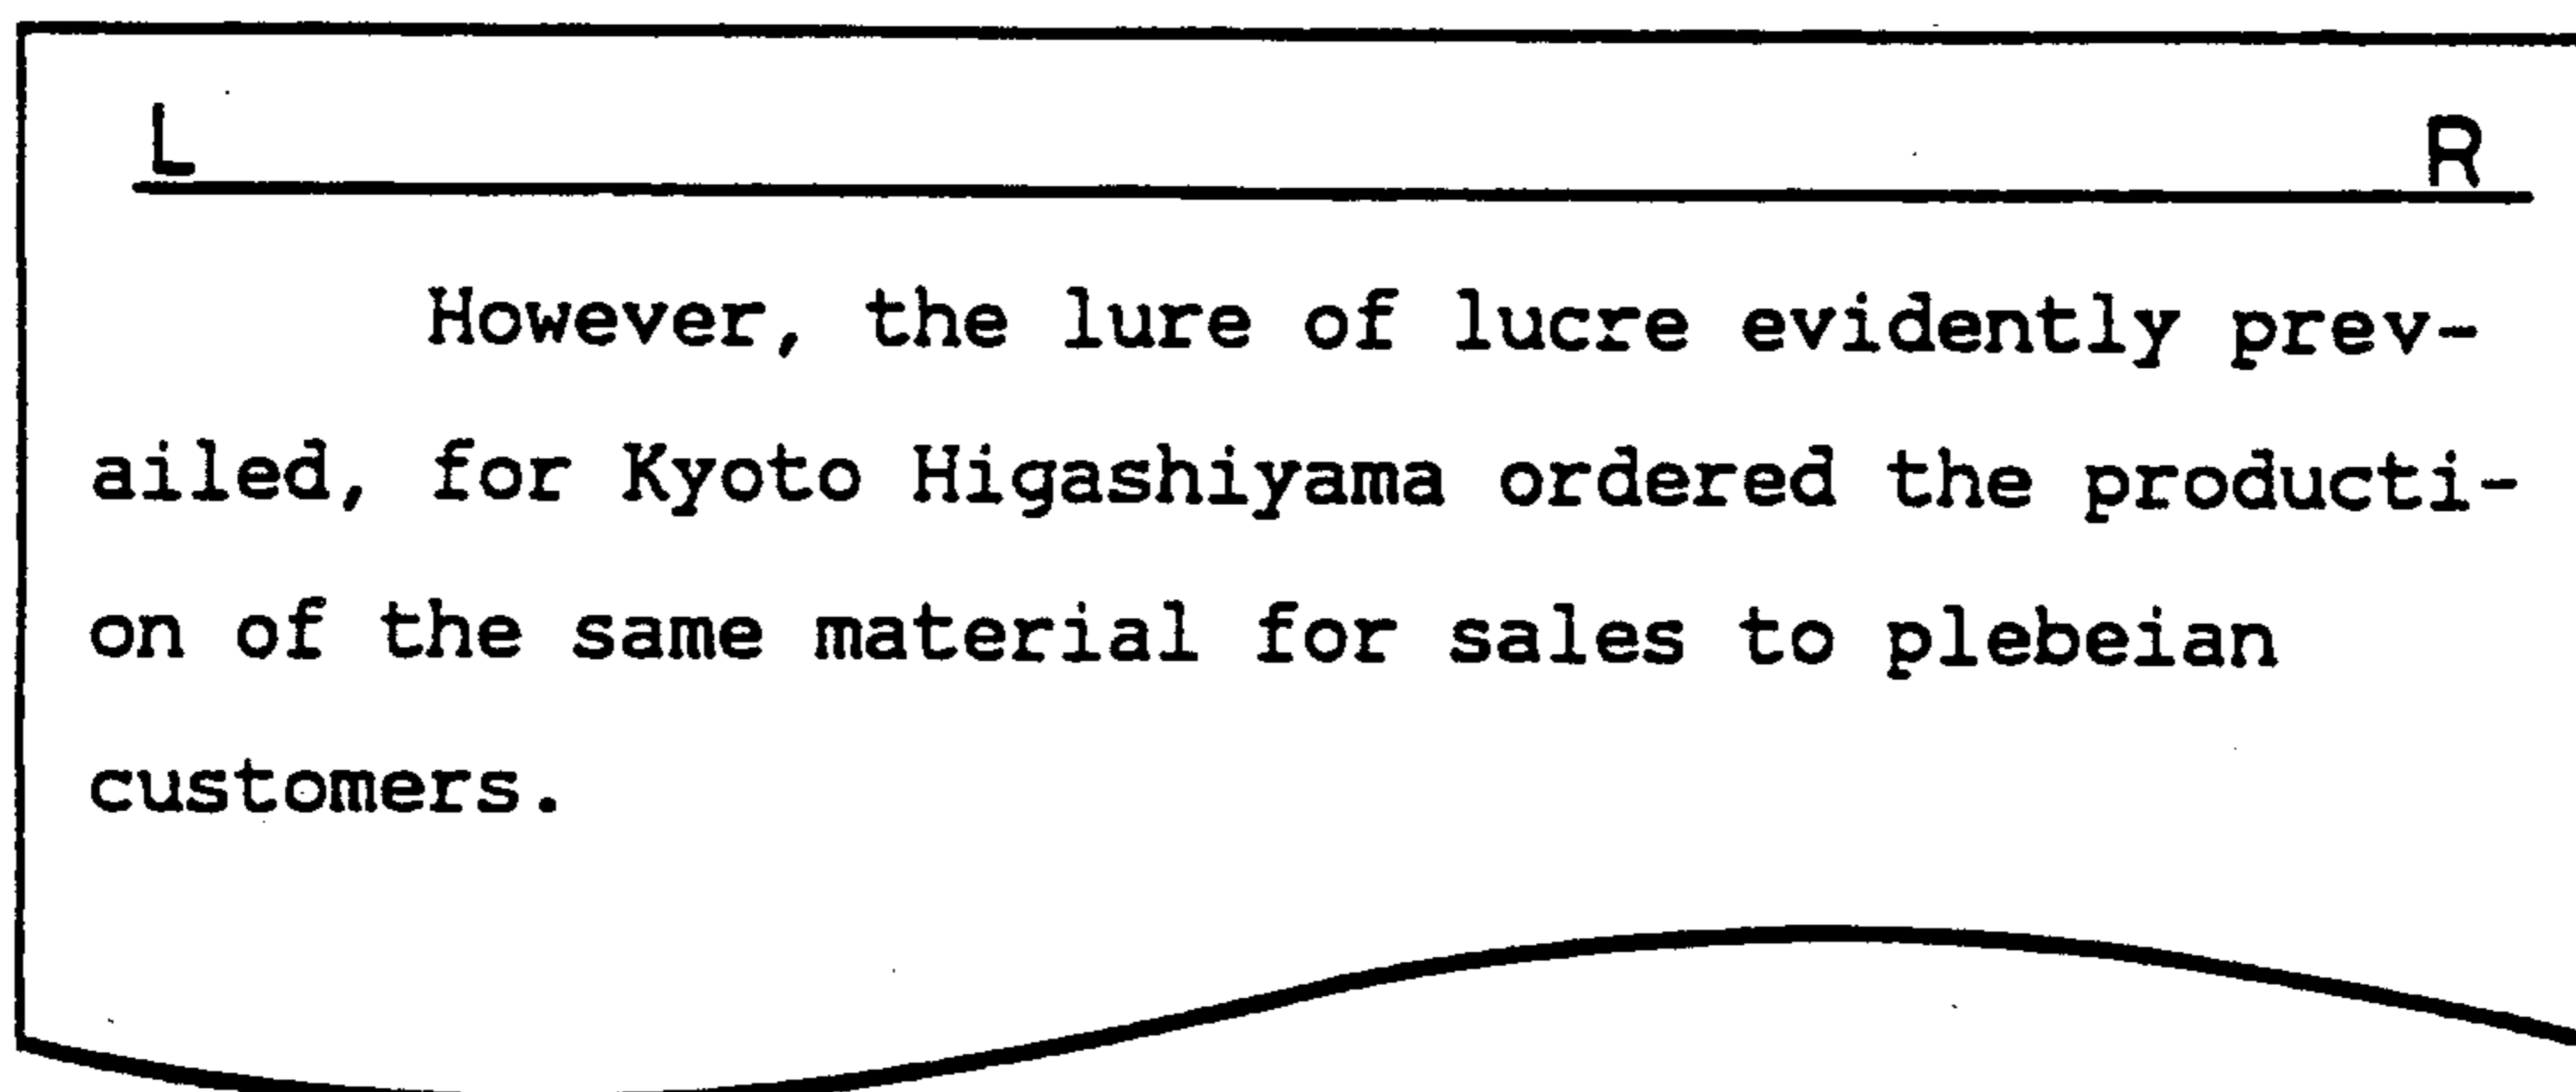 L R
However, the lure of lucre evidently prev-
ailed, for Kyoto Higashiyama ordered the producti-
on of the same material for sales to plebeian
customers.